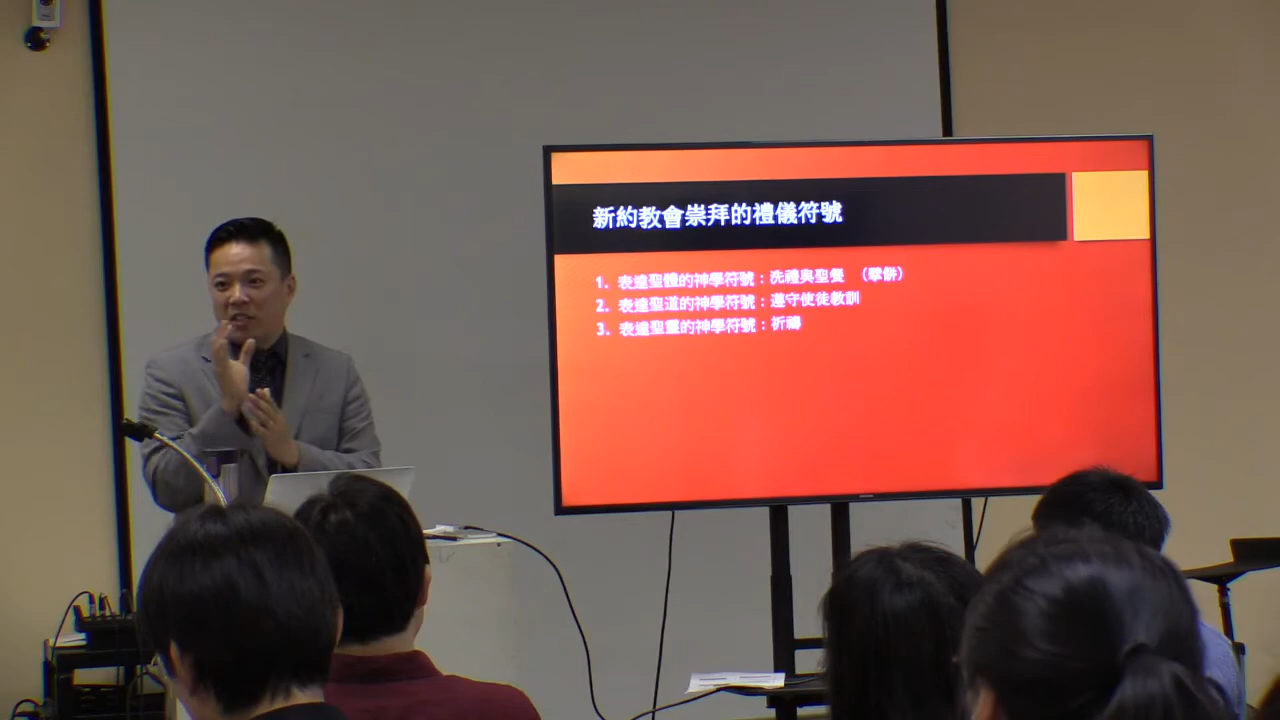 新約教會崇拜的禮儀符號
1. 表達聖體的神學符號：洗禮與聖餐 （擘餅）
2. 表達聖道的神學符號：遵守使徒教訓
3. 表達聖靈的神學符號：祈禱